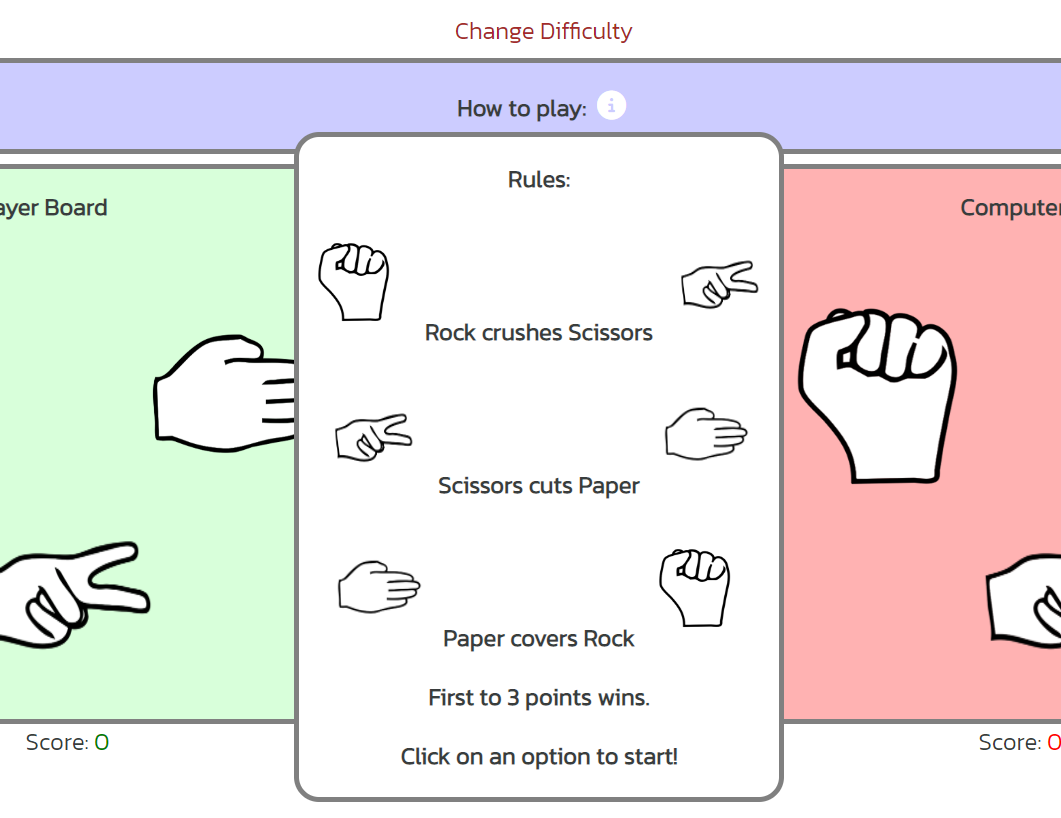 Change Difficulty
How to play:
Rules:
ayer Board
Computer
Rock crushes Scissors
Scissors cuts Paper
Paper covers Rock
First to 3 points wins.
Score: 0
Score: 0
Click on an option to start!